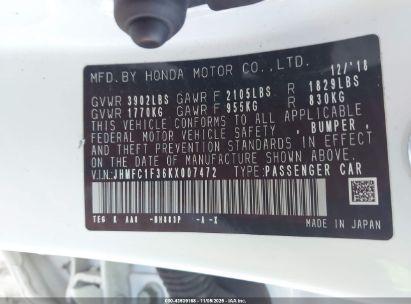 MFD.BY HONDA MOTOR CO.,LTD. 12/'18
GVWR 3902LBS GAWR F 2105LBS R 1829LBS
GVWR 1770KG GAWR F 955KG R 830KG
THIS VEHICLE CONFORMS TO ALL APPLICABLE
FEDERAL MOTOR VEHICLE SAFETY , BUMPER ,
THEFT PREVENTION STANDARDS IN EFFECT ON
THE DATE OF MANUFACTURE SHOWN ABOVE.
V.I.N:JHMFC1F36KX007472 TYPE:PASSENGER CAR
MADE IN JAPAN